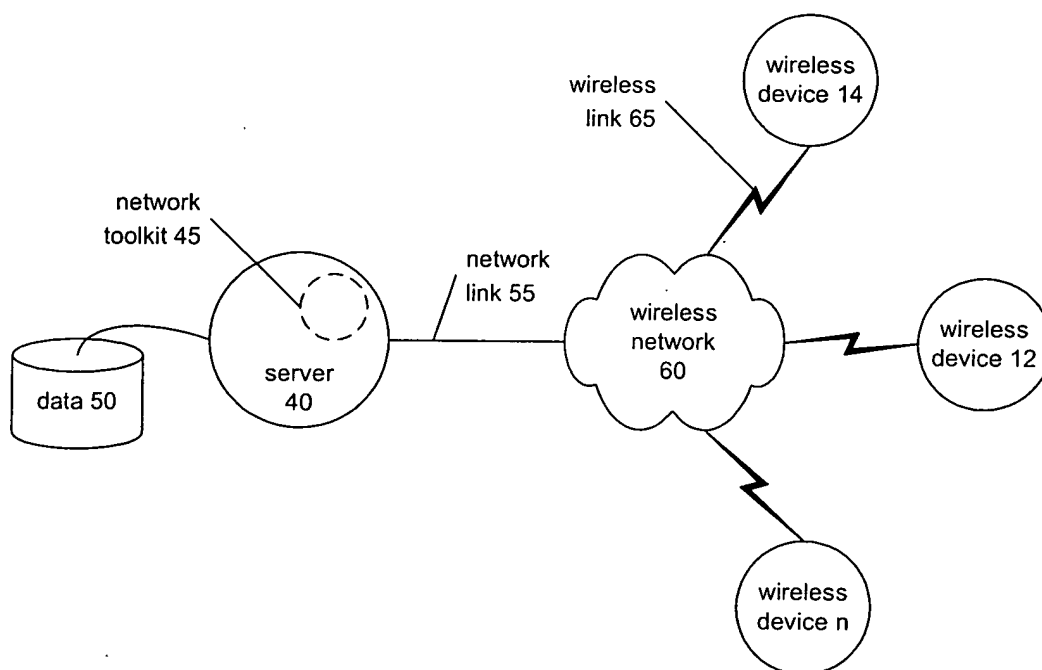 wireless
device 14
wireless
link 65
network
toolkit 45
network
link 55
wireless
network
60
wireless
device 12
server
40
data 50
wireless
device n